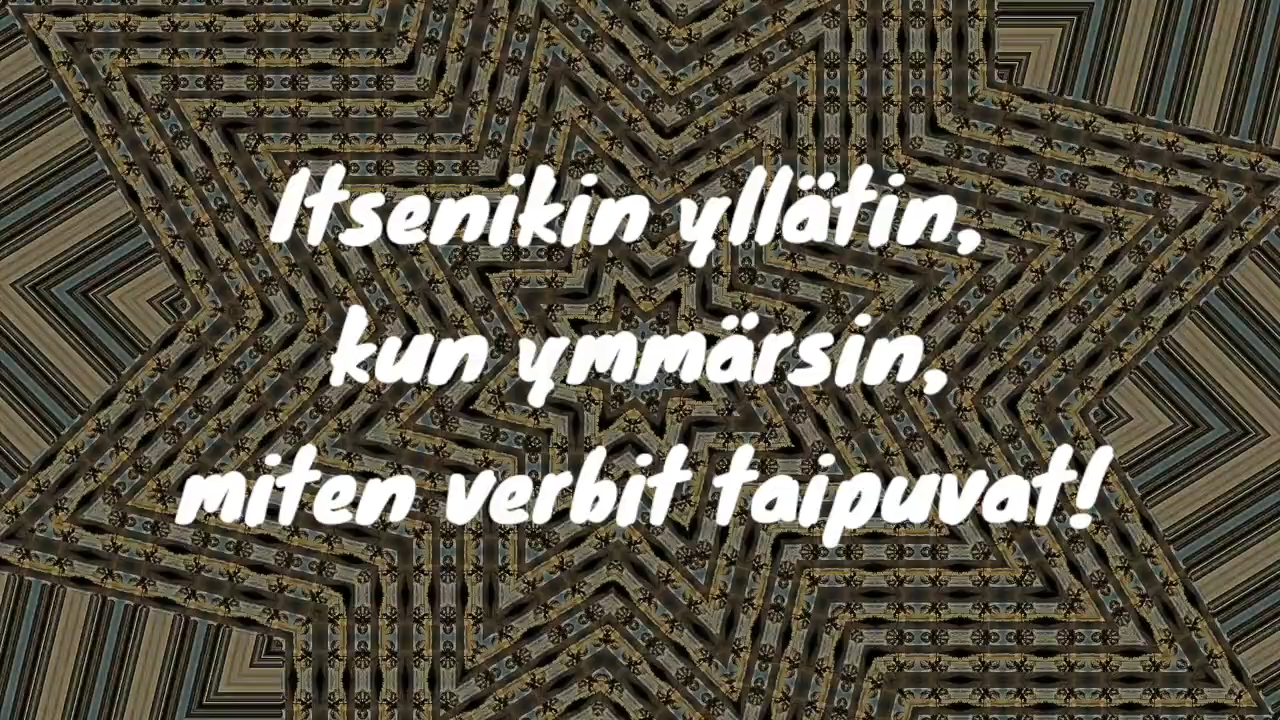 Itsenikin yllätin,
kun ymmärsin,
miten verbit taipuvat!